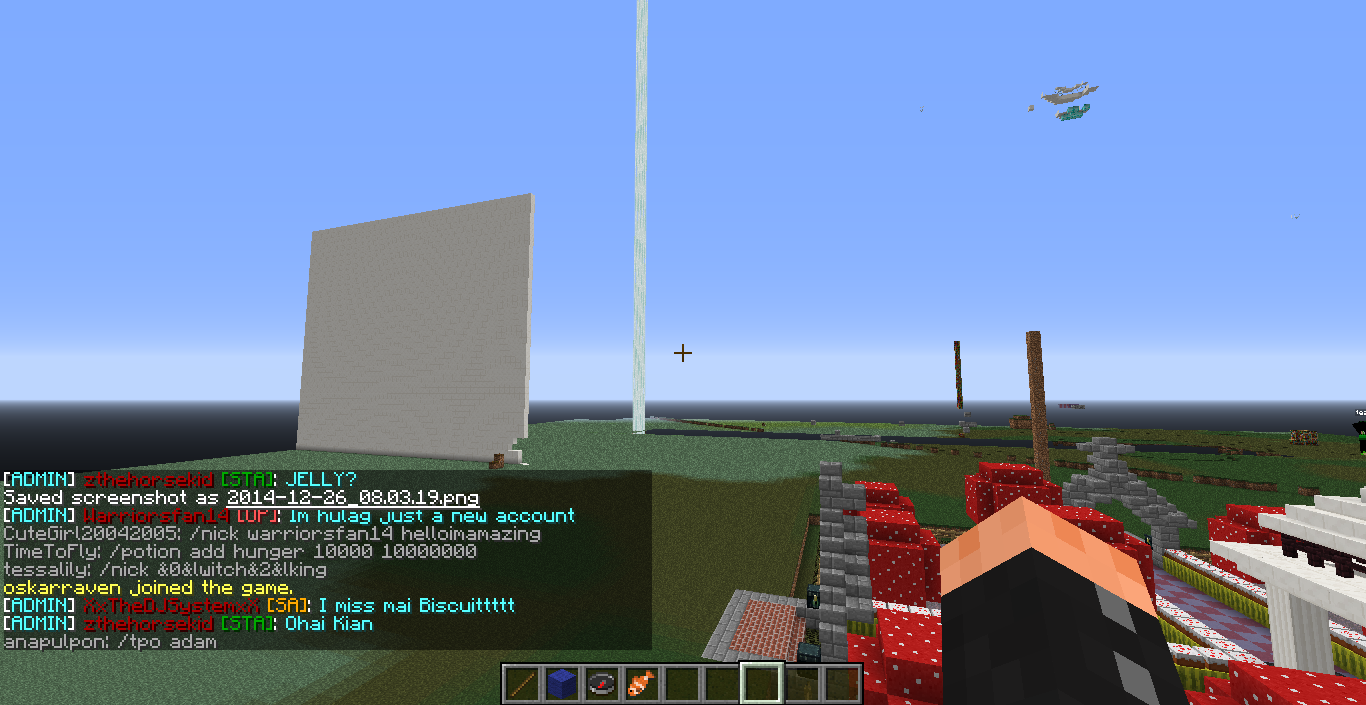 [ADMIN] zthehorsekid [STA]: JELLY?
Saved screenshot as 2014-12-26_08.03.19.png
[ADMIN] Warriorsfan14 [UP]: Im hulag just a new account
CuteGirl20042005: /nick warriorsfan14 helloimamazing
TimeToFly: /potion add hunger 10000 10000000
tessalily: /nick &0&lwitch&2&lking
oskarraven joined the game.
[ADMIN] XxTheDJSystemxX [SA]: I miss mai Biscuittttt
[ADMIN] zthehorsekid [STA]: Ohai Kian
anapulpon: /tpo adam